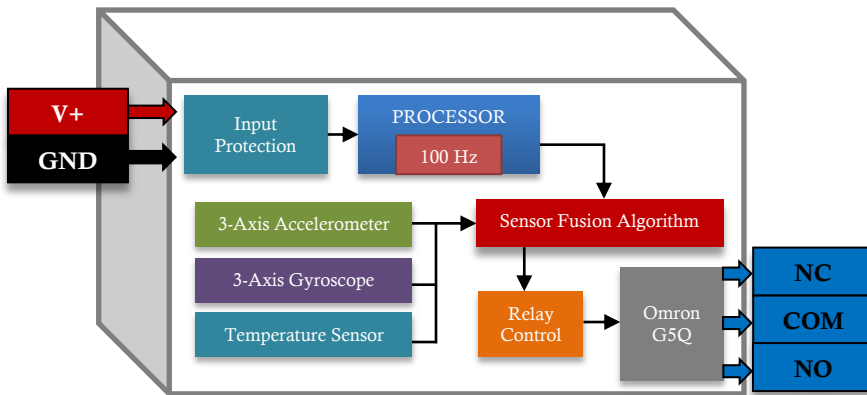 V+
GND
Input
Protection
PROCESSOR
100 Hz
3-Axis Accelerometer
3-Axis Gyroscope
Temperature Sensor
Sensor Fusion Algorithm
Relay
Control
Omron
G5Q
NC
COM
NO